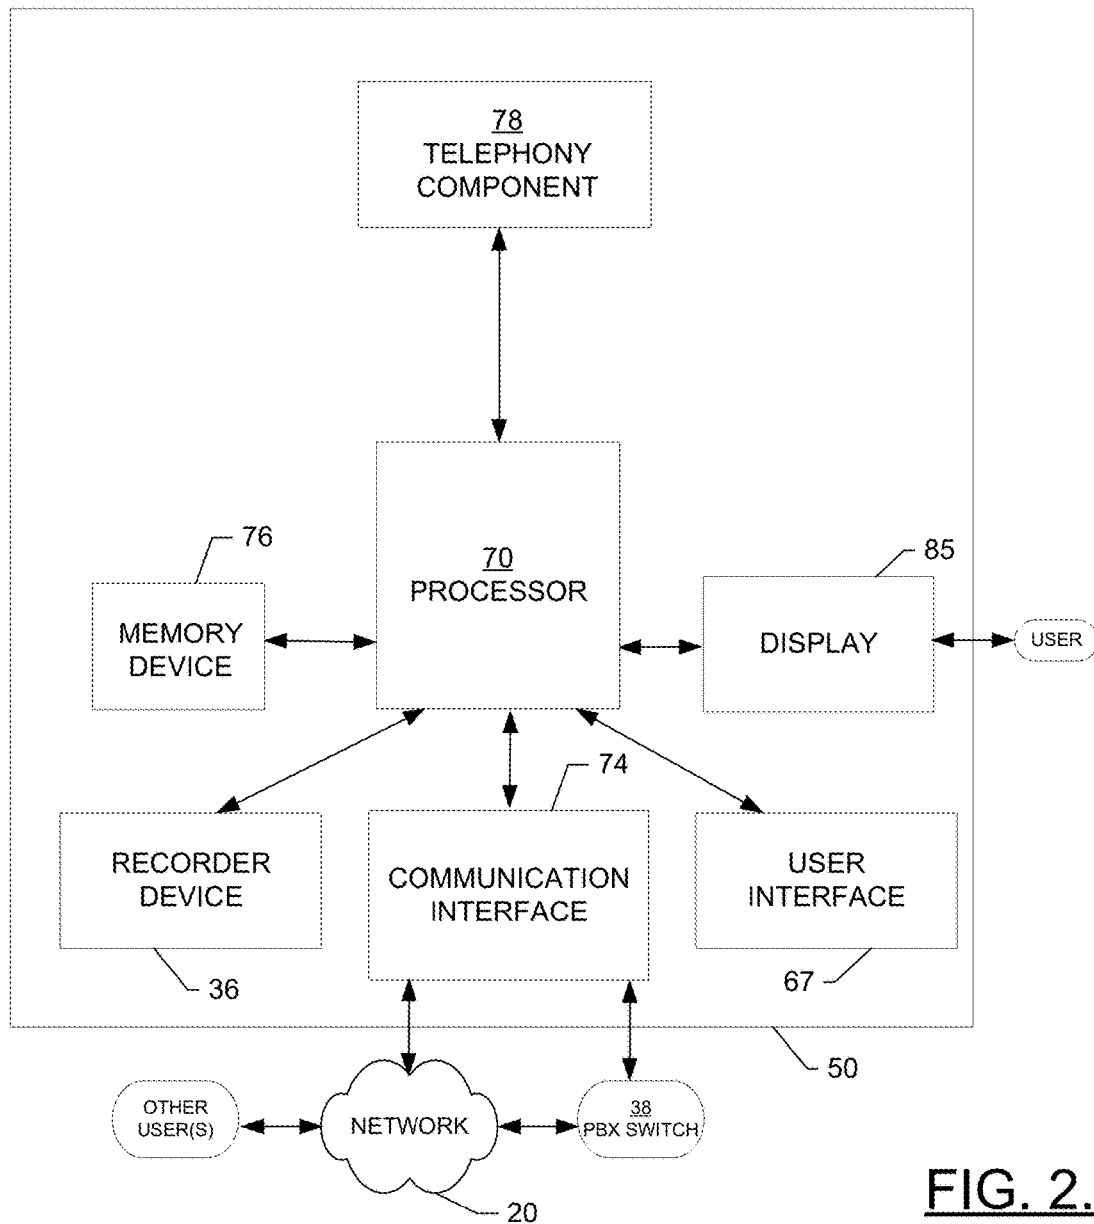 78
TELEPHONY
COMPONENT
76
70
PROCESSOR
85
MEMORY
DEVICE
DISPLAY
USER
74
RECORDER
DEVICE
COMMUNICATION
INTERFACE
USER
INTERFACE
36
67
50
OTHER
USER(S)
NETWORK
38
PBX SWITCH
20
FIG. 2.